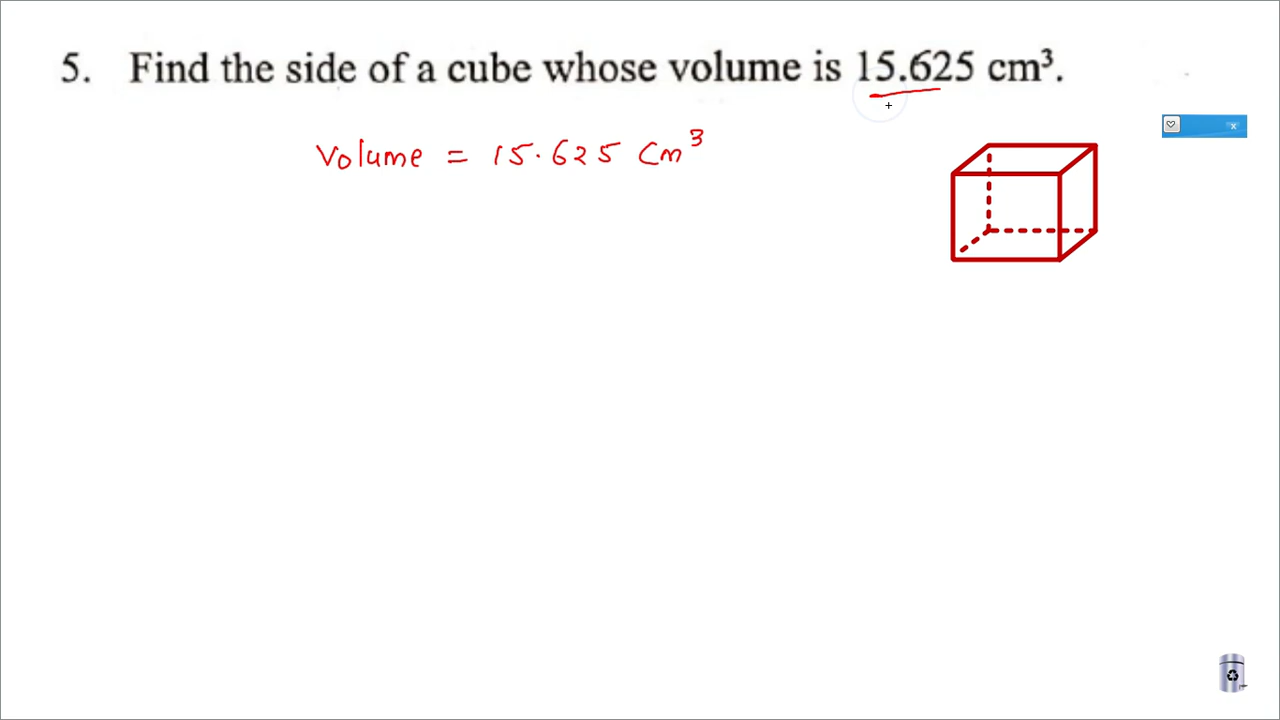 5. Find the side of a cube whose volume is 15.625 cm³.
Volume = 15.625 cm³